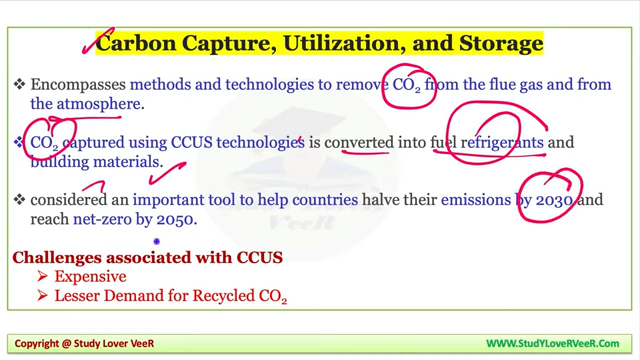 Carbon Capture, Utilization, and Storage
❖ Encompasses methods and technologies to remove CO₂ from the flue gas and from
the atmosphere.
❖ CO₂ captured using CCUS technologies is converted into fuel refrigerants and
building materials.
❖ considered an important tool to help countries halve their emissions by 2030 and
reach net-zero by 2050.
VeeR
Challenges associated with CCUS
➢ Expensive
➢ Lesser Demand for Recycled CO₂
Copyright @ Study Lover VeeR
WWW.StudyLoveRVeeR.Com